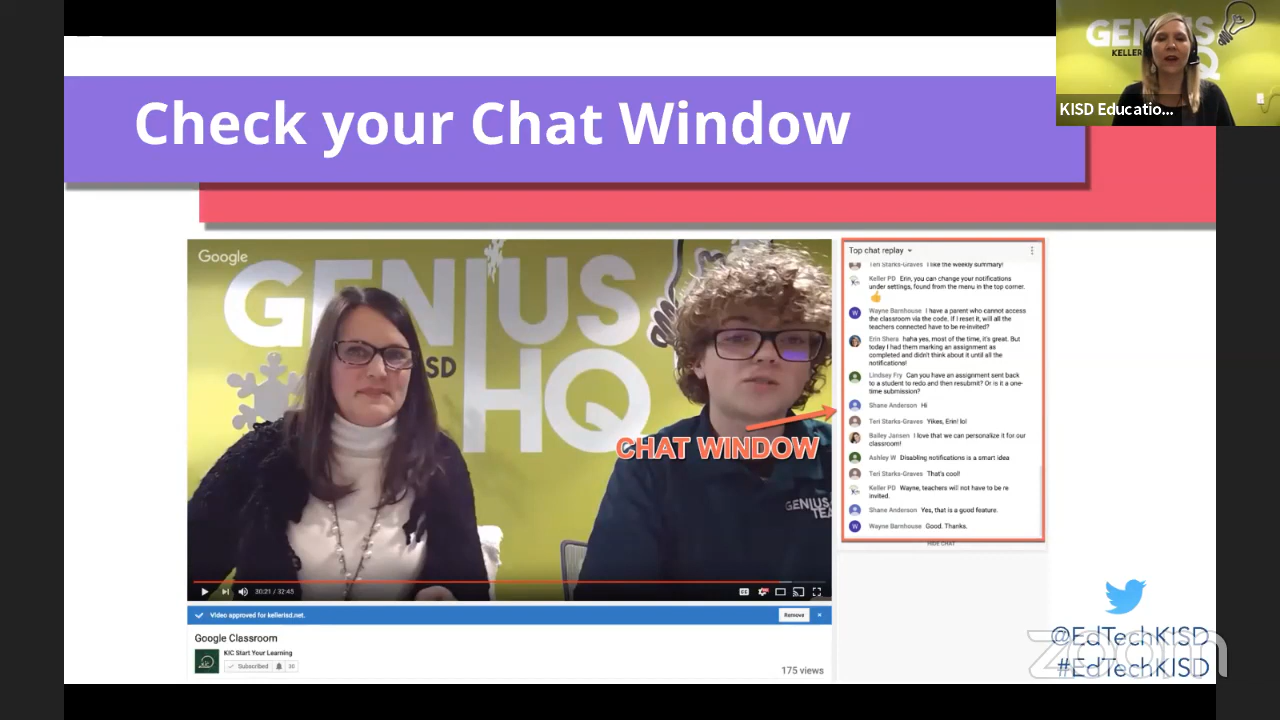 Check your Chat Window
GENIUS
KELLER
Q
KISD Educatio...
Google
GENIUS
SD
HQ
GENIUS
TEA
CHAT WINDOW
Top chat replay
Teri Starks-Graves I like the weekly summary!
Keller PD Erin, you can change your notifications
under settings, found from the menu in the top corner.
Wayne Barnhouse I have a parent who cannot access
the classroom via the code. If I reset it, will all the
teachers connected have to be re-invited?
Erin Shera haha yes, most of the time, it's great. But
today I had them marking an assignment as
completed and didn't think about it until all the
notifications!
Lindsey Fry Can you have an assignment sent back
to a student to redo and then resubmit? Or is it a one-
time submission?
Shane Anderson Hi
Teri Starks-Graves Yikes, Erin! lol
Bailey Jansen I love that we can personalize it for our
classroom!
Ashley W Disabling notifications is a smart idea
Teri Starks-Graves That's cool!
Keller PD Wayne, teachers will not have to be re
invited.
Shane Anderson Yes, that is a good feature.
Wayne Barnhouse Good. Thanks.
HIDE CHAT
30:21 / 32:45
Video approved for kellerisd.net.
Remove
Google Classroom
KIC Start Your Learning
Subscribed 30
175 views
@EdTechKISD
#EdTechKISD
zoom